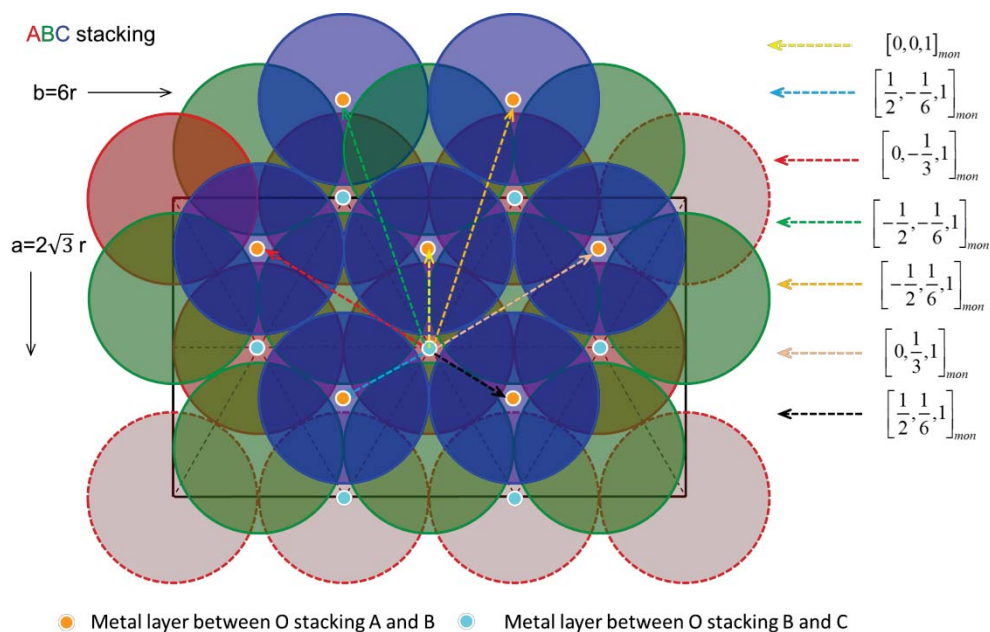 ABC stacking
b=6r
a=2√3 r
[0,0,1]mon
[1/2,-1/6,1]mon
[0,-1/3,1]mon
[-1/2,-1/6,1]mon
[-1/2,1/6,1]mon
[0,1/3,1]mon
[1/2,1/6,1]mon
Metal layer between O stacking A and B Metal layer between O stacking B and C